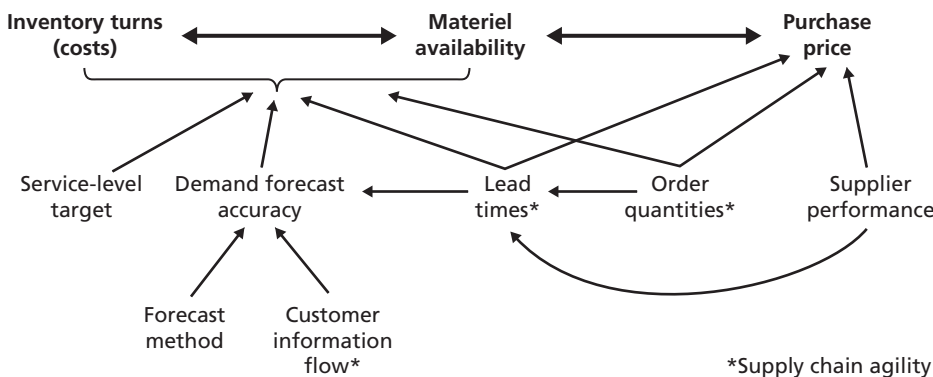 Inventory turns
(costs)
Materiel
availability
Purchase
price
Service-level
target
Demand forecast
accuracy
Lead
times*
Order
quantities*
Supplier
performance
Forecast
method
Customer
information
flow*
*Supply chain agility